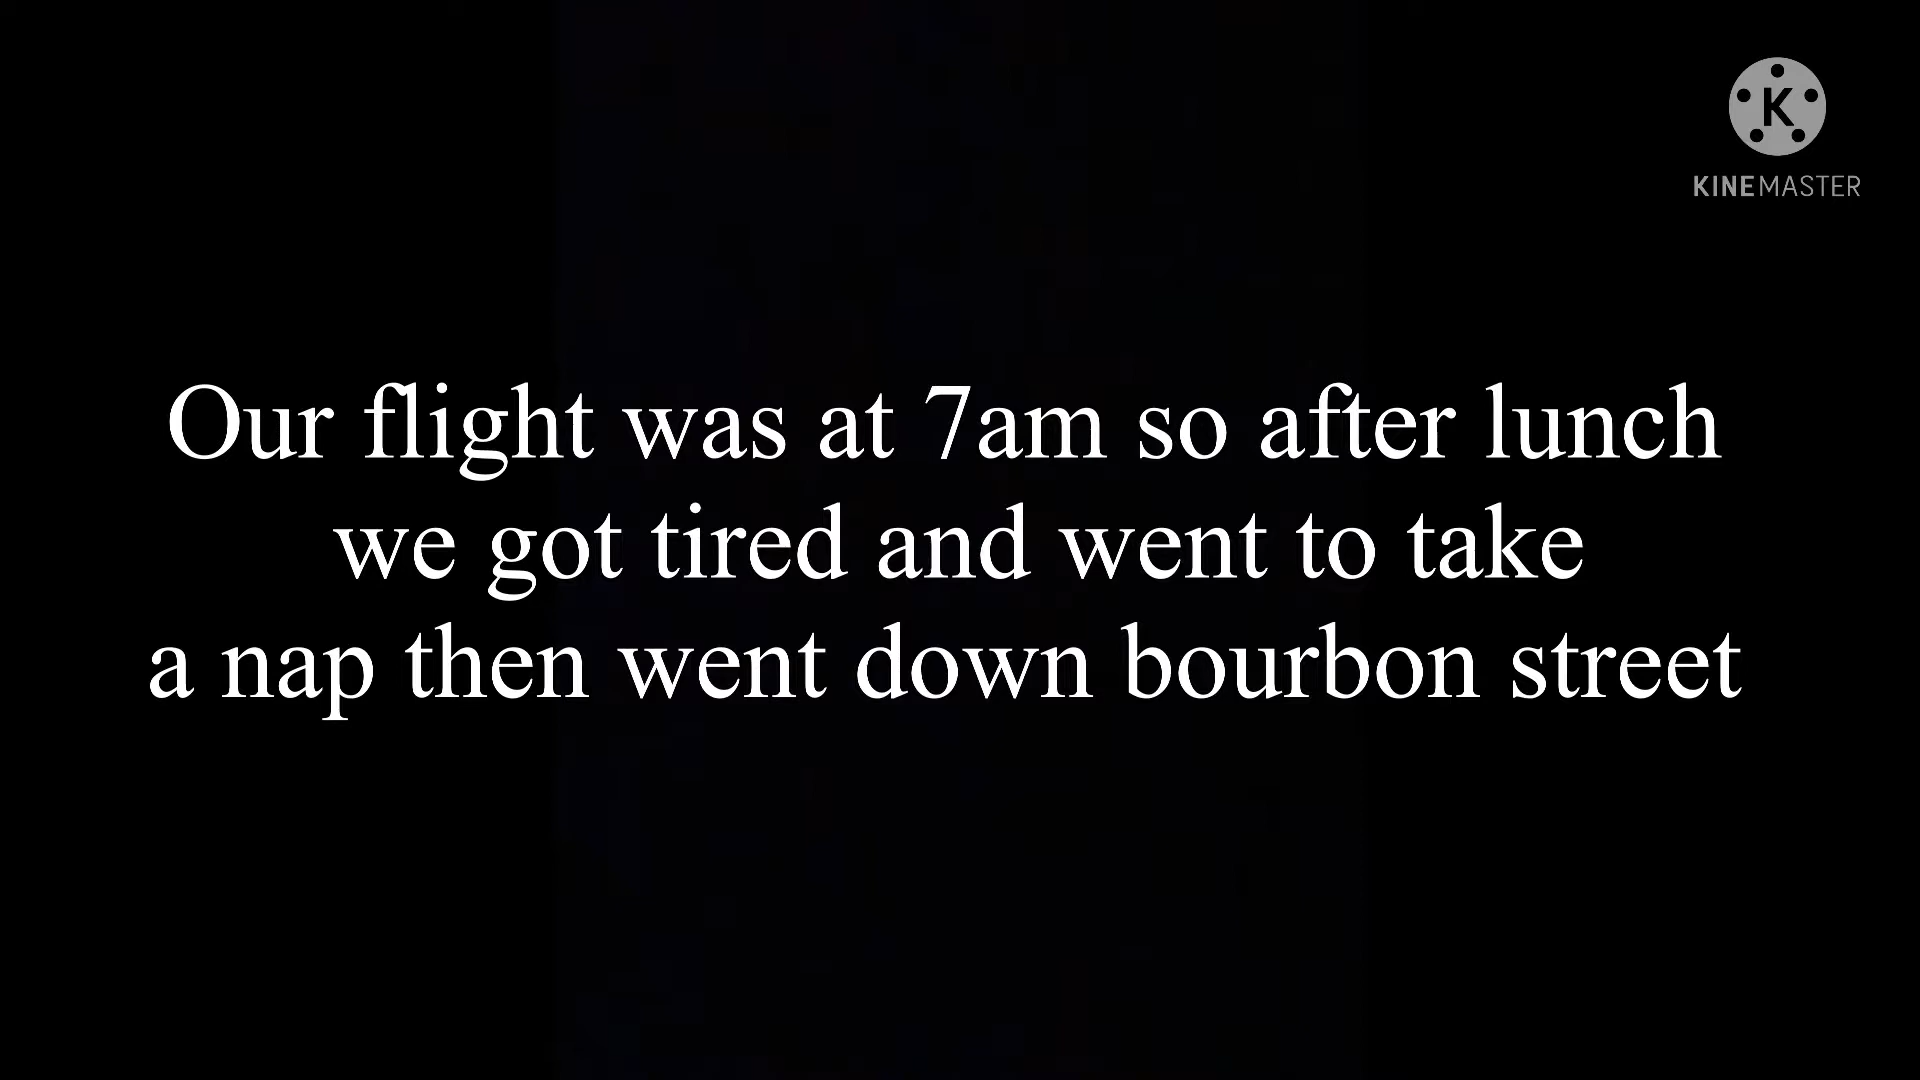 K
KINEMASTER
Our flight was at 7am so after lunch
we got tired and went to take
a nap then went down bourbon street